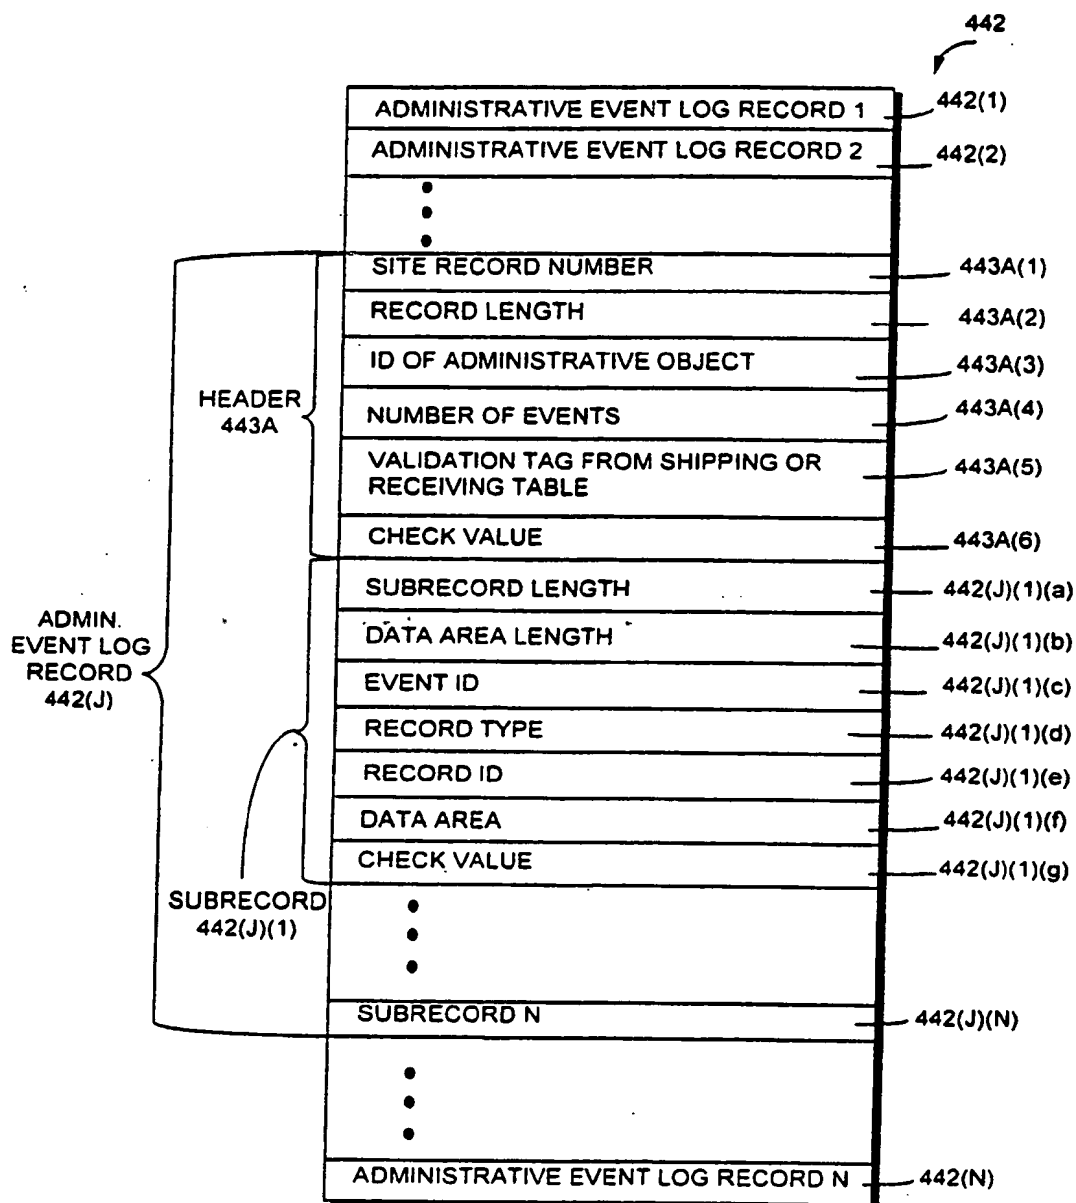 442
ADMINISTRATIVE EVENT LOG RECORD 1 442(1)
ADMINISTRATIVE EVENT LOG RECORD 2 442(2)
SITE RECORD NUMBER 443A(1)
RECORD LENGTH 443A(2)
ID OF ADMINISTRATIVE OBJECT 443A(3)
HEADER
443A
NUMBER OF EVENTS 443A(4)
VALIDATION TAG FROM SHIPPING OR
RECEIVING TABLE
443A(5)
CHECK VALUE 443A(6)
SUBRECORD LENGTH 442(J)(1)(a)
ADMIN.
EVENT LOG
RECORD
442(J)
DATA AREA LENGTH 442(J)(1)(b)
EVENT ID 442(J)(1)(c)
RECORD TYPE 442(J)(1)(d)
RECORD ID 442(J)(1)(e)
DATA AREA 442(J)(1)(f)
CHECK VALUE 442(J)(1)(g)
SUBRECORD
442(J)(1)
SUBRECORD N 442(J)(N)
ADMINISTRATIVE EVENT LOG RECORD N 442(N)